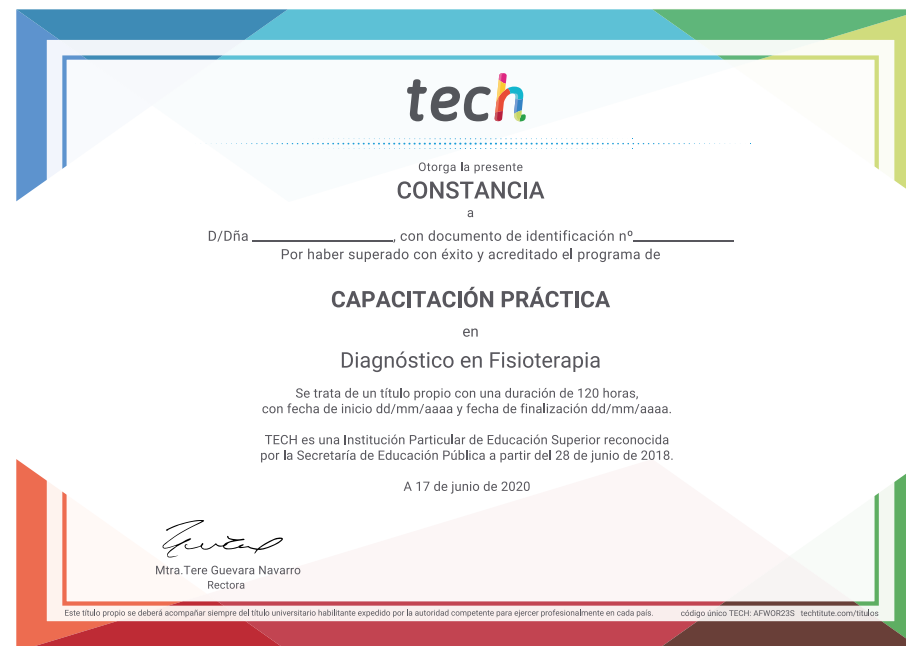 tech
Otorga la presente
CONSTANCIA
a
D/Dña ____________________, con documento de identificación nº______________
Por haber superado con éxito y acreditado el programa de
CAPACITACIÓN PRÁCTICA
en
Diagnóstico en Fisioterapia
Se trata de un título propio con una duración de 120 horas,
con fecha de inicio dd/mm/aaaa y fecha de finalización dd/mm/aaaa.
TECH es una Institución Particular de Educación Superior reconocida
por la Secretaría de Educación Pública a partir del 28 de junio de 2018.
A 17 de junio de 2020
Mtra.Tere Guevara Navarro
Rectora
Este título propio se deberá acompañar siempre del título universitario habilitante expedido por la autoridad competente para ejercer profesionalmente en cada país. código único TECH: AFWOR23S techtitute.com/titulos